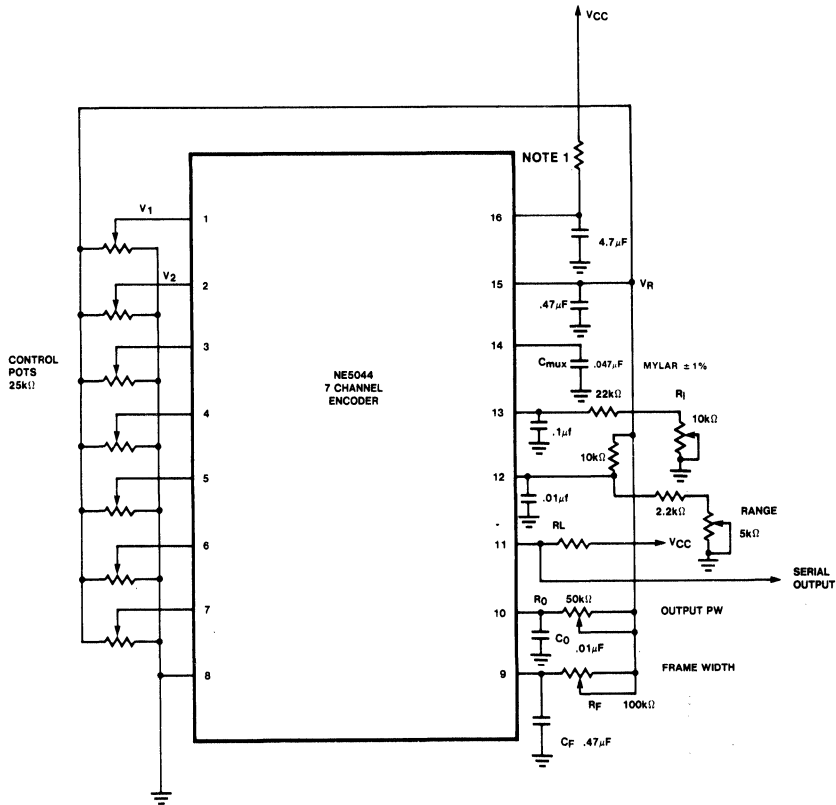 VCC
NOTE 1
V1
1
16
4.7µF
V2
2
15
VR
.47µF
3
14
Cmux
.047µF
MYLAR ± 1%
CONTROL
POTS
25kΩ
NE5044
7 CHANNEL
ENCODER
22kΩ
RI
4
13
10kΩ
.1µf
10kΩ
5
12
.01µf
2.2kΩ
RANGE
5kΩ
6
11
RL
VCC
SERIAL
OUTPUT
7
10
RO
50kΩ
OUTPUT PW
CO
.01µF
8
9
FRAME WIDTH
RF
100kΩ
CF
.47µF